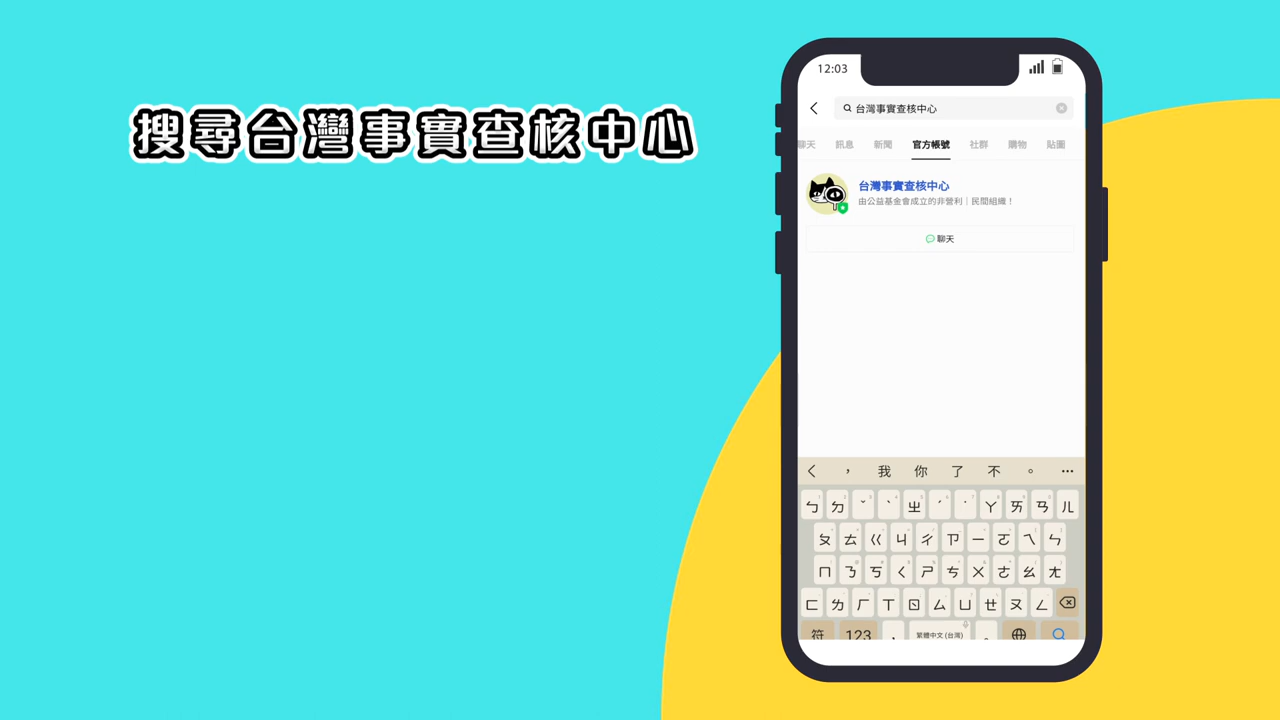 搜尋台灣事實查核中心
12:03
台灣事實查核中心
聊天 訊息 新聞 官方帳號 社群 購物 貼圖
台灣事實查核中心
由公益基金會成立的非營利｜民間組織！
聊天
， 我 你 了 不 。 …
ㄅ ㄉ ˇ ˋ ㄓ ˊ ˙ ㄚ ㄞ ㄢ ㄦ
ㄆ ㄊ ㄍ ㄐ ㄔ ㄗ ㄧ ㄛ ㄟ ㄣ
ㄇ ㄋ ㄎ ㄑ ㄕ ㄘ ㄨ ㄜ ㄠ ㄤ
ㄈ ㄌ ㄏ ㄒ ㄖ ㄙ ㄩ ㄝ ㄡ ㄥ
符 123 ， 繁體中文 (台灣) 。